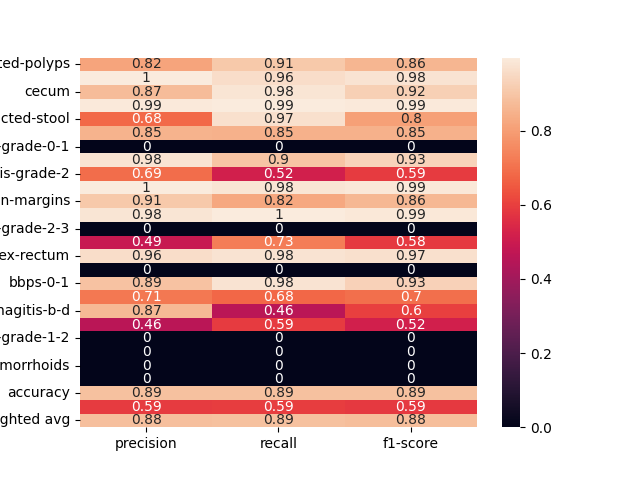 ted-polyps 0.82 0.91 0.86
1 0.96 0.98
cecum 0.87 0.98 0.92
0.99 0.99 0.99
cted-stool 0.68 0.97 0.8
0.85 0.85 0.85
-grade-0-1 0 0 0
0.98 0.9 0.93
is-grade-2 0.69 0.52 0.59
1 0.98 0.99
n-margins 0.91 0.82 0.86
0.98 1 0.99
-grade-2-3 0 0 0
0.49 0.73 0.58
ex-rectum 0.96 0.98 0.97
0 0 0
bbps-0-1 0.89 0.98 0.93
0.71 0.68 0.7
nagitis-b-d 0.87 0.46 0.6
0.46 0.59 0.52
-grade-1-2 0 0 0
0 0 0
morrhoids 0 0 0
0 0 0
accuracy 0.89 0.89 0.89
0.59 0.59 0.59
ghted avg 0.88 0.89 0.88
precision recall f1-score
0.8
0.6
0.4
0.2
0.0